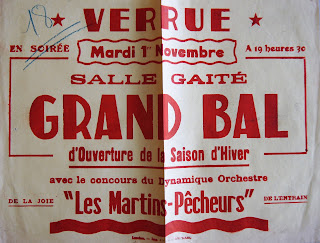 18
★ VERRUE ★
EN SOIRÉE Mardi 1er Novembre A 19 heures 30
SALLE GAITÉ
GRAND BAL
d'Ouverture de la Saison d'Hiver
avec le concours du Dynamique Orchestre
DE LA JOIE "Les Martins-Pêcheurs" DE L'ENTRAIN